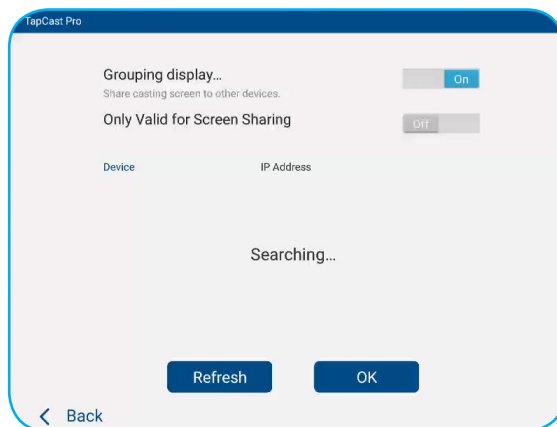 TapCast Pro
Grouping display...
On
Share casting screen to other devices.
Only Valid for Screen Sharing
Off
Device IP Address
Searching...
Refresh OK
Back